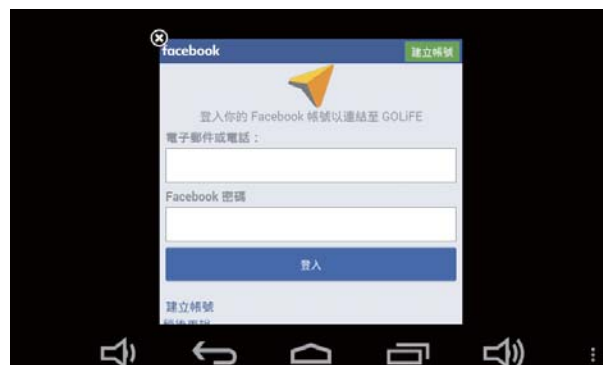 facebook
建立帳號
登入你的 Facebook 帳號以連結至 GOLiFE
電子郵件或電話：
Facebook 密碼
登入
建立帳號